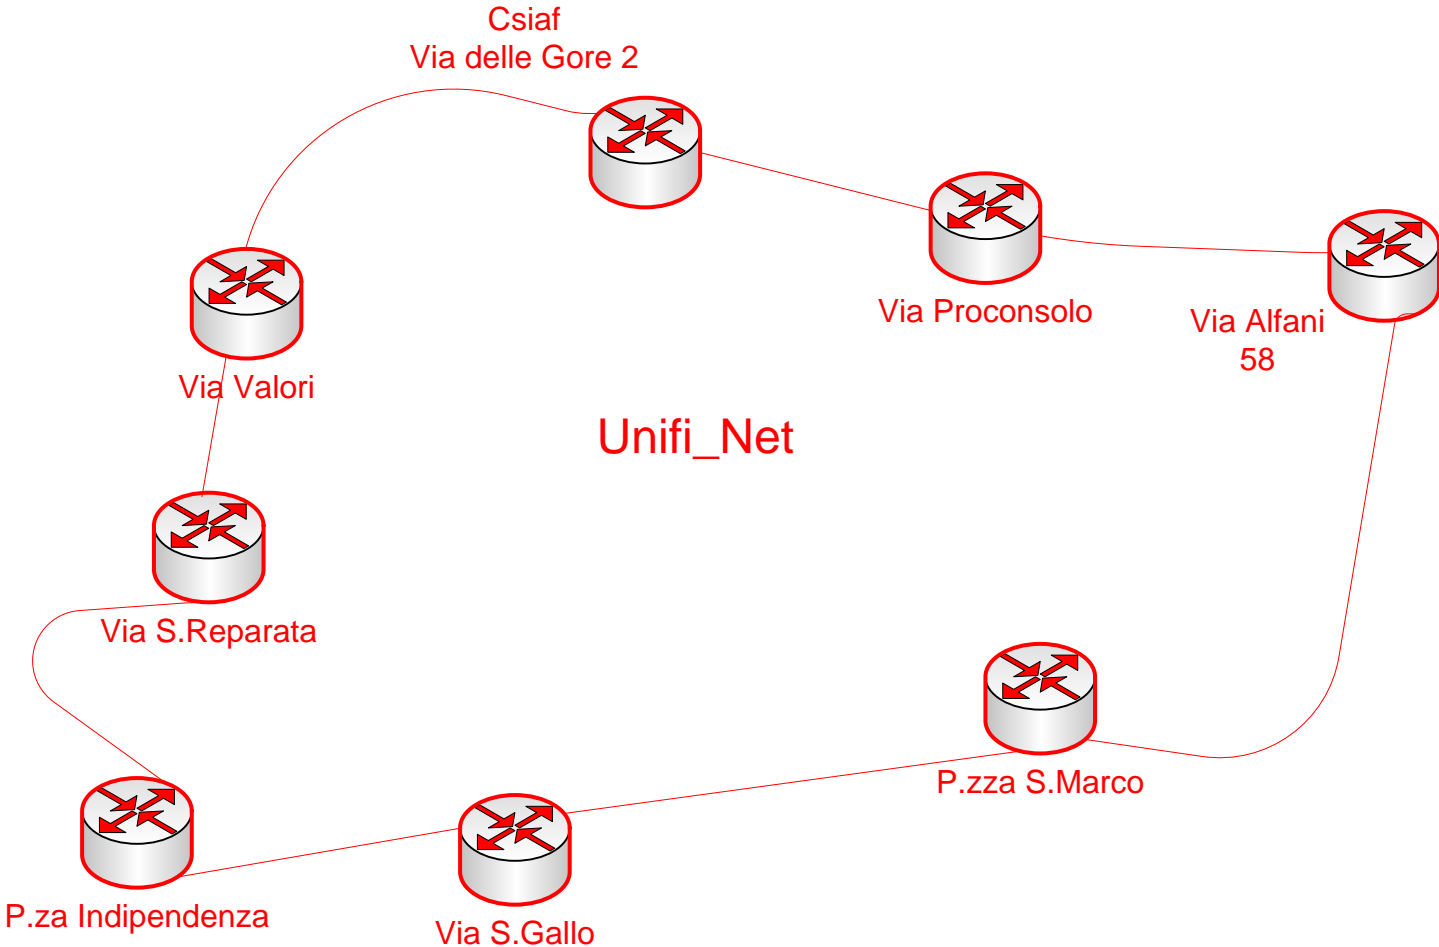 Csiaf
Via delle Gore 2
Via Proconsolo
Via Alfani
58
Via Valori
Unifi_Net
Via S.Reparata
P.zza S.Marco
P.za Indipendenza
Via S.Gallo